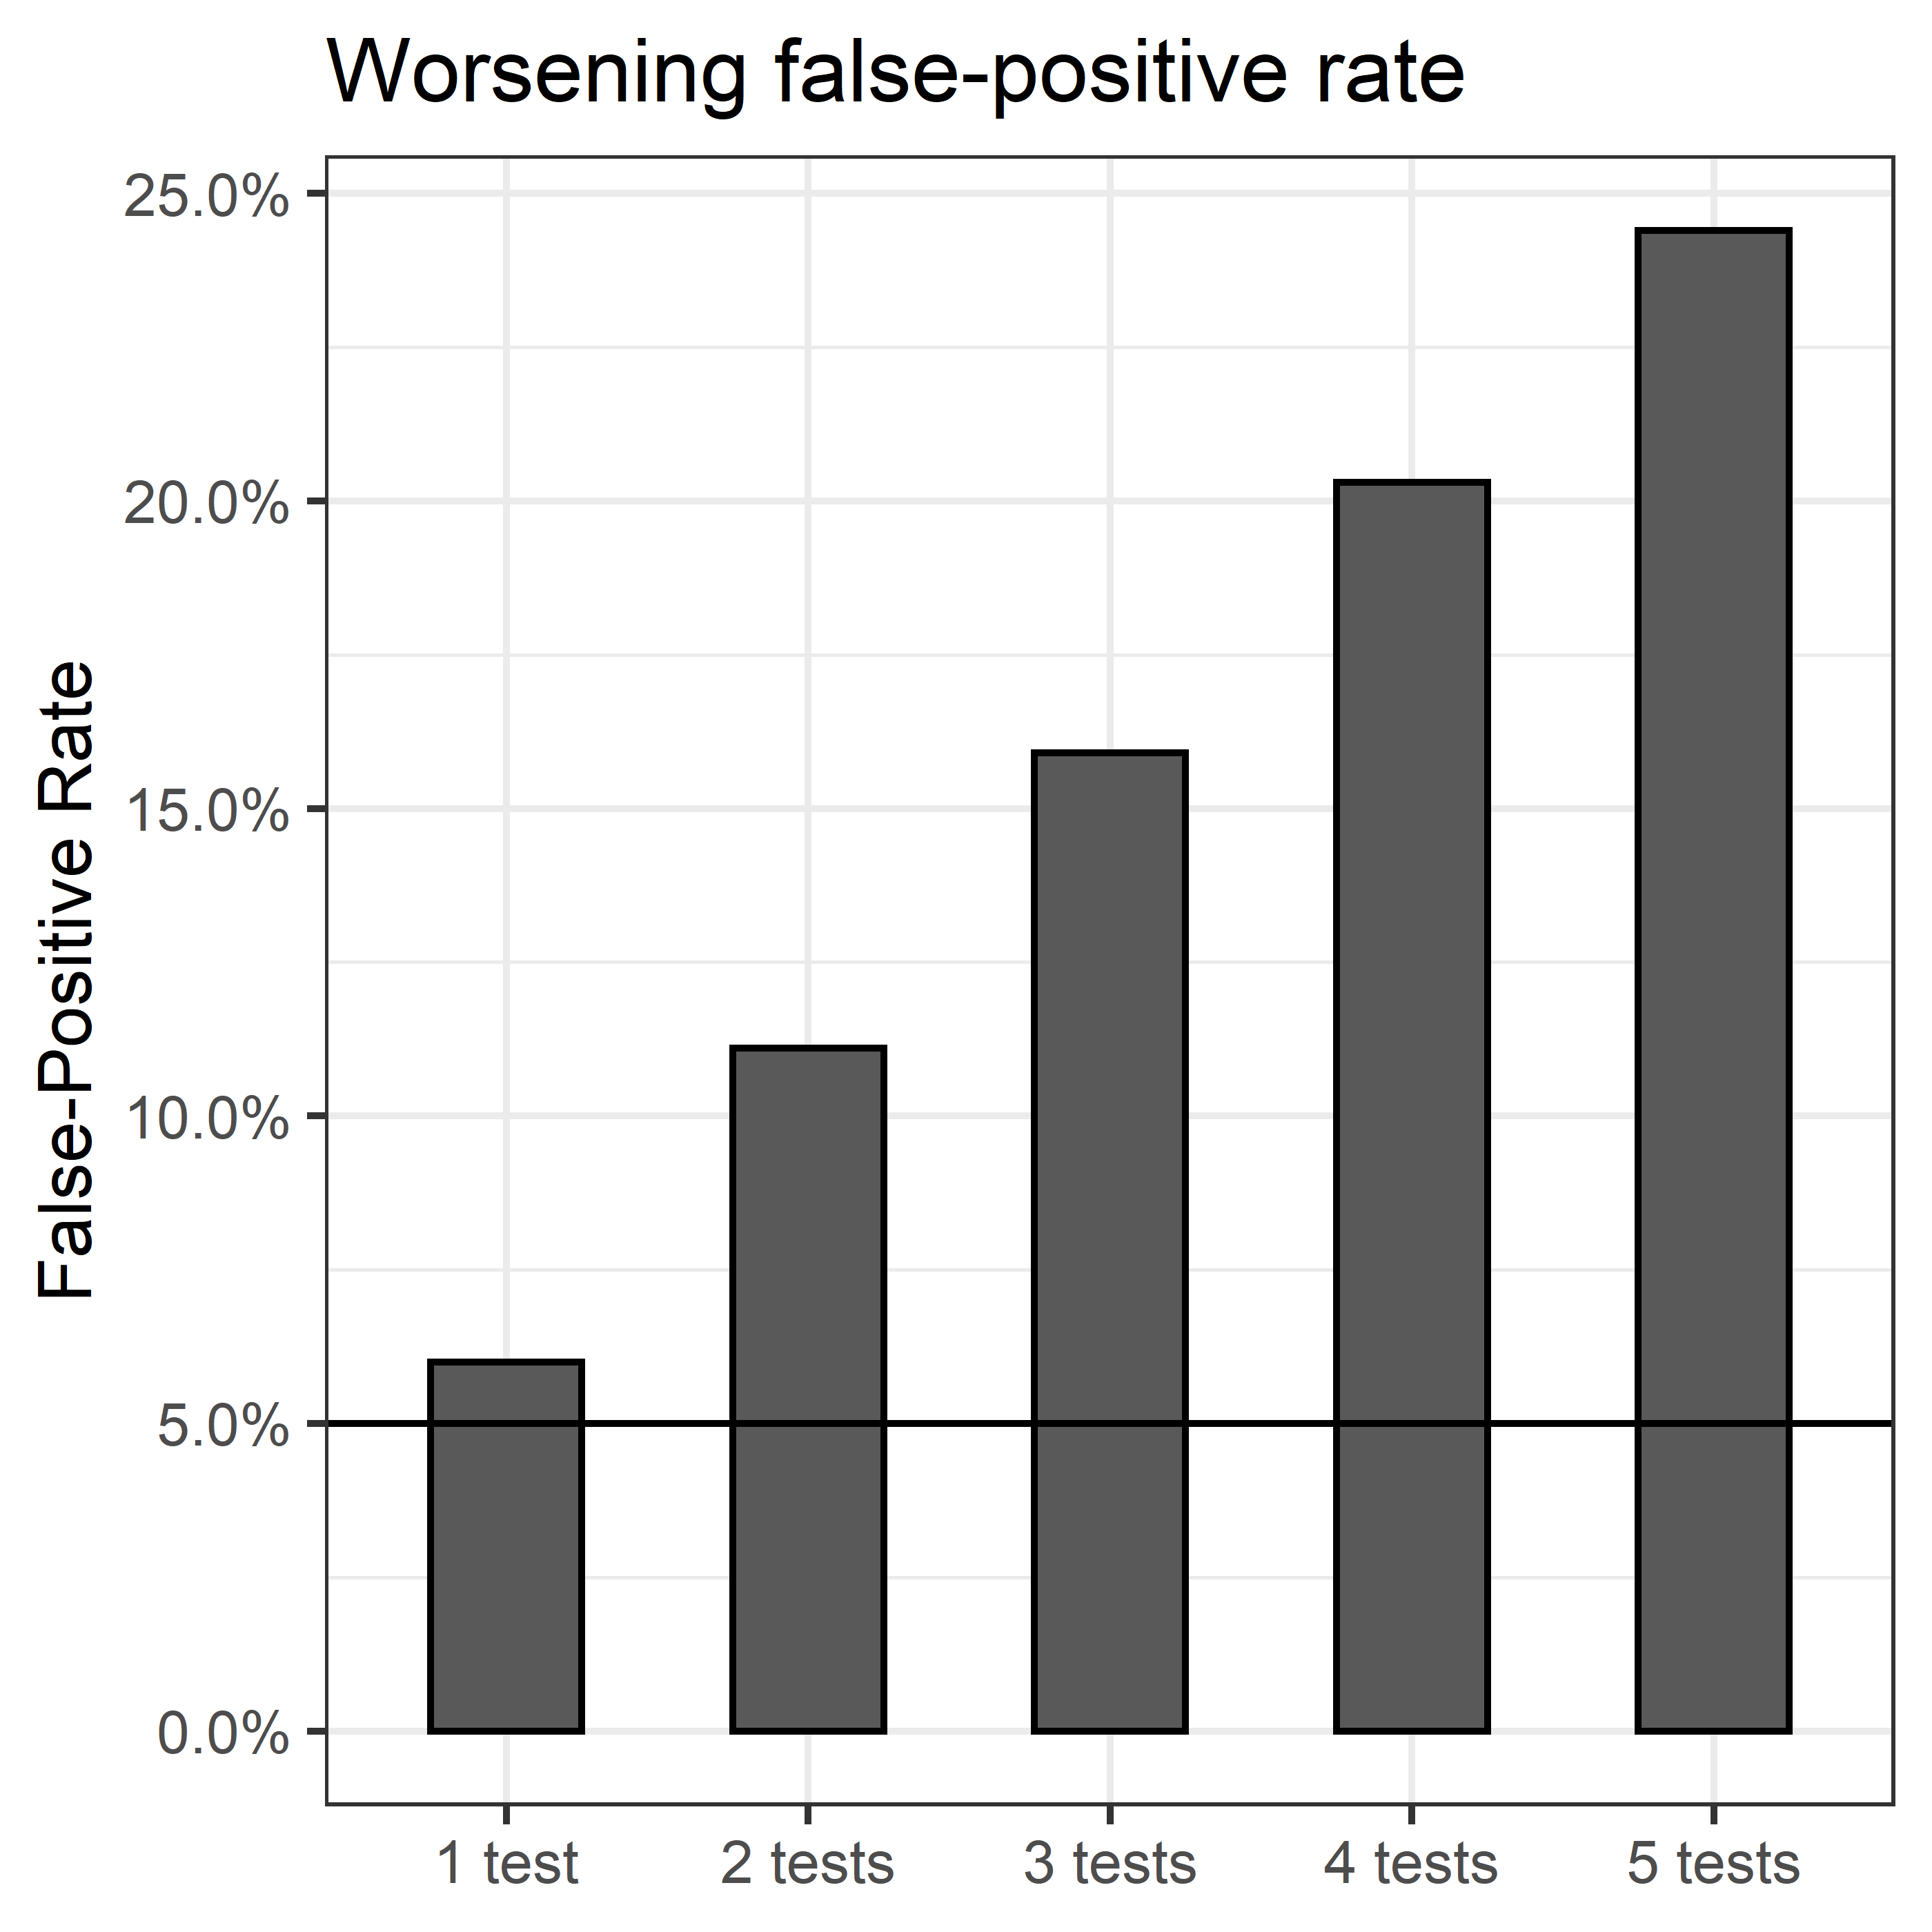 Worsening false-positive rate
False-Positive Rate
25.0%
20.0%
15.0%
10.0%
5.0%
0.0%
1 test
2 tests
3 tests
4 tests
5 tests